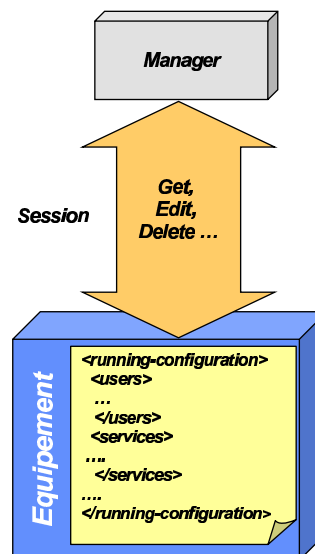 Manager
Session
Get,
Edit,
Delete ...
Equipement
<running-configuration>
<users>
...
</users>
<services>
....
</services>
....
</running-configuration>